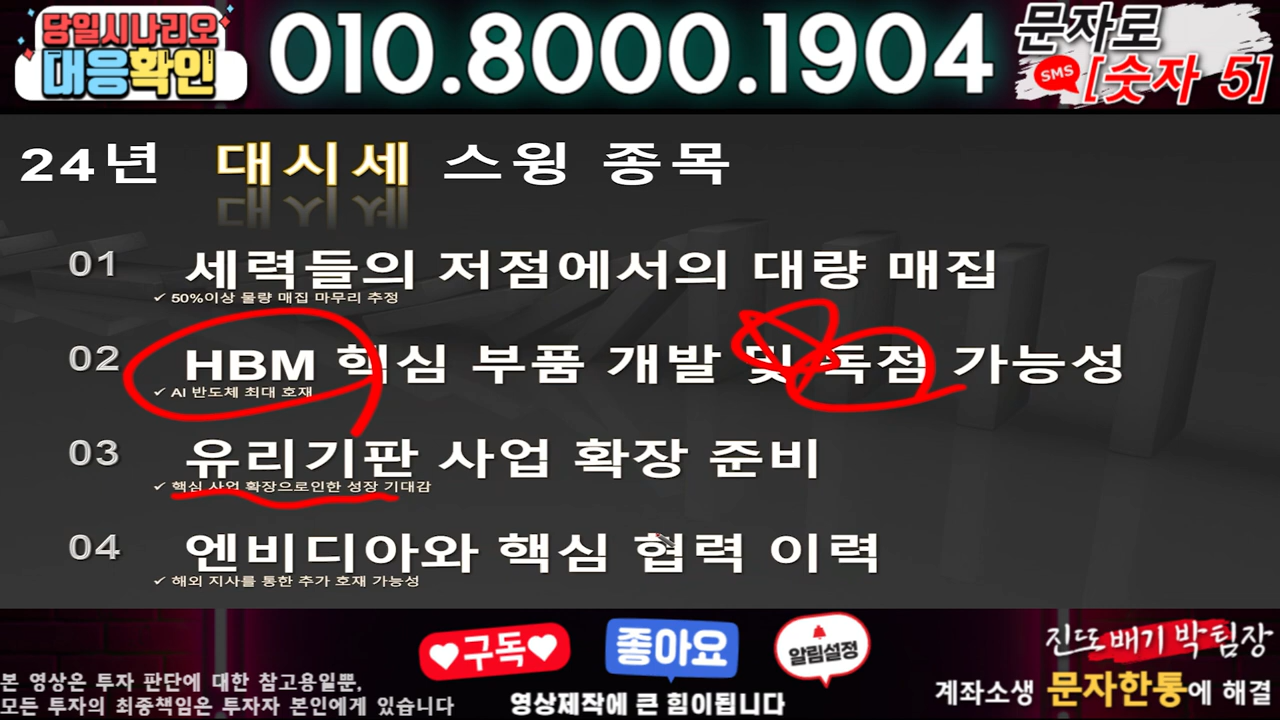 당일시나리오
대응확인
010.8000.1904
문자로
SMS [숫자 5]
24년 대시세 스윙 종목
01 세력들의 저점에서의 대량 매집
✓ 50%이상 물량 매집 마무리 추정
02 HBM 핵심 부품 개발 및 독점 가능성
✓ AI 반도체 최대 호재
03 유리기판 사업 확장 준비
✓ 핵심 사업 확장으로인한 성장 기대감
04 엔비디아와 핵심 협력 이력
✓ 해외 지사를 통한 추가 호재 가능성
구독
좋아요
알림설정
영상제작에 큰 힘이됩니다
본 영상은 투자 판단에 대한 참고용일뿐,
모든 투자의 최종책임은 투자자 본인에게 있습니다
진또배기 박팀장
계좌소생 문자한통에 해결